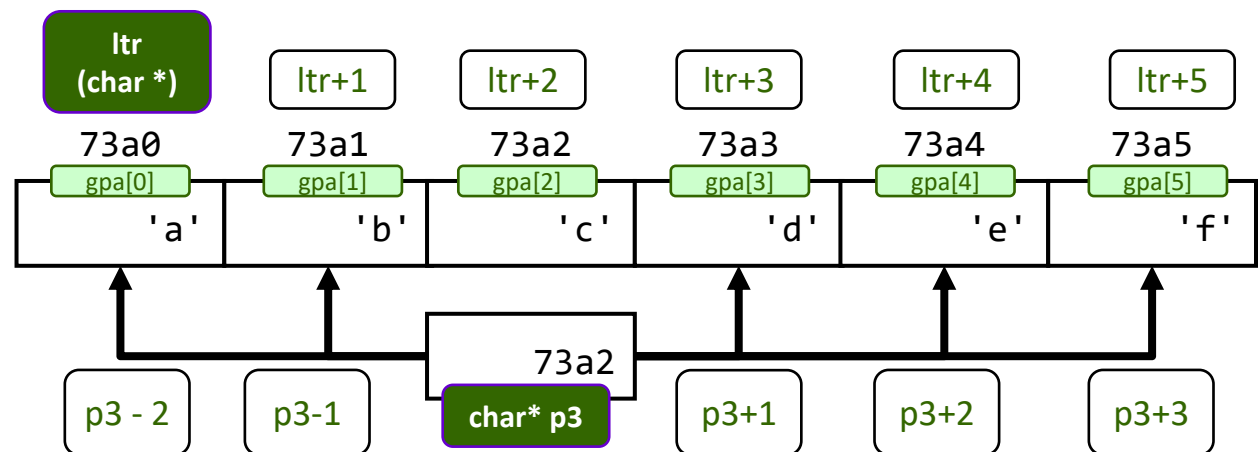 ltr
(char *)
ltr+1 ltr+2 ltr+3 ltr+4 ltr+5
73a0 73a1 73a2 73a3 73a4 73a5
gpa[0] gpa[1] gpa[2] gpa[3] gpa[4] gpa[5]
'a' 'b' 'c' 'd' 'e' 'f'
73a2
p3 - 2 p3-1 char* p3 p3+1 p3+2 p3+3